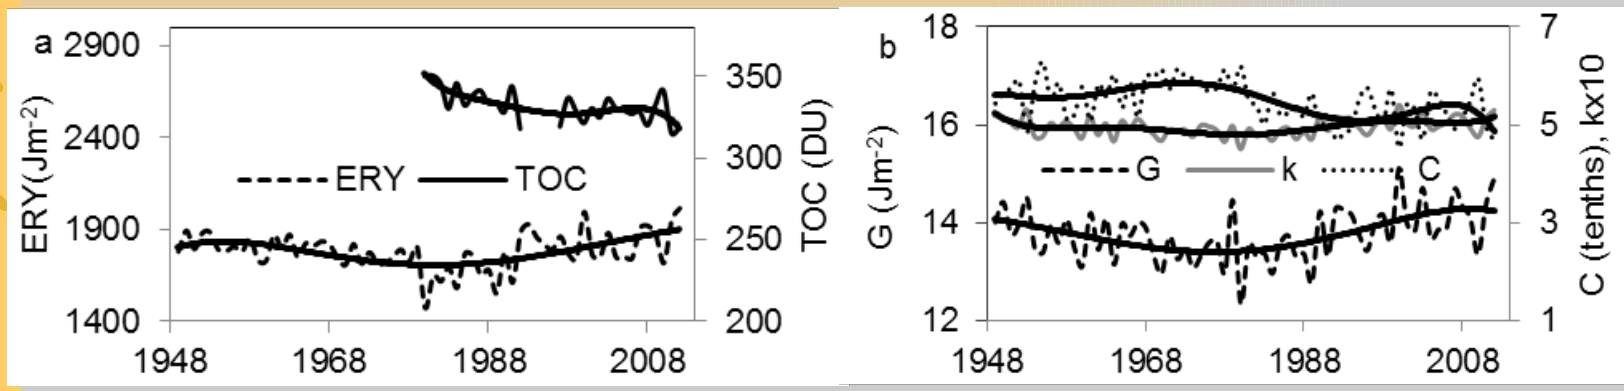 a
ERY(Jm-2)
2900
2400
1900
1400
ERY
TOC
350
300
250
200
TOC (DU)
1948
1968
1988
2008
b
G (Jm-2)
18
16
14
12
G
k
C
7
5
3
1
C (tenths), kx10
1948
1968
1988
2008